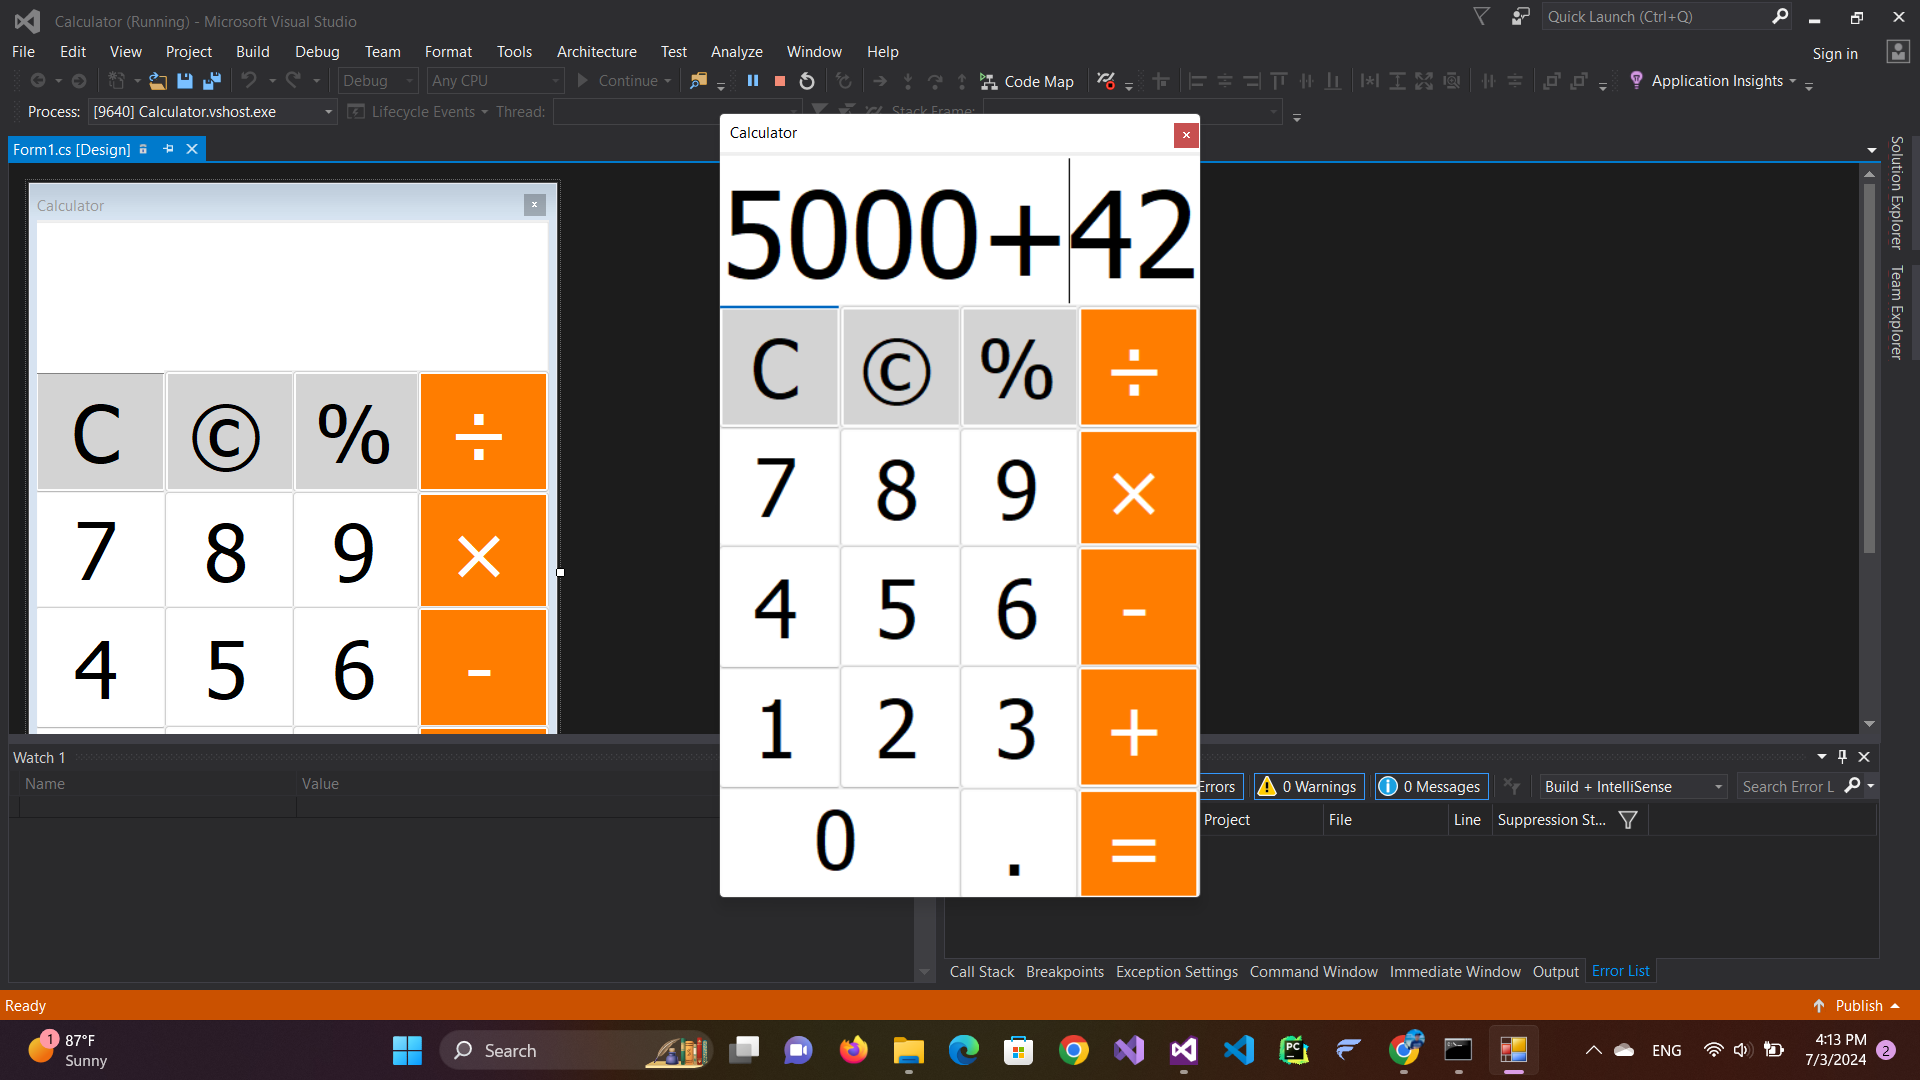 Calculator (Running) - Microsoft Visual Studio
Quick Launch (Ctrl+Q)
File Edit View Project Build Debug Team Format Tools Architecture Test Analyze Window Help
Sign in
Debug Any CPU Continue Code Map Application Insights
Process: [9640] Calculator.vshost.exe Lifecycle Events Thread: Stack Frame:
Form1.cs [Design]
Calculator
C © % ÷
7 8 9 ×
4 5 6 -
Calculator
5000+42
C © % ÷
7 8 9 ×
4 5 6 -
1 2 3 +
0 . =
Solution Explorer
Team Explorer
Watch 1
Name Value
0 Warnings 0 Messages Build + IntelliSense Search Error L
Project File Line Suppression St...
Call Stack Breakpoints Exception Settings Command Window Immediate Window Output Error List
Ready
Publish
1
87°F
Sunny
Search
PC
ENG
4:13 PM
7/3/2024
2